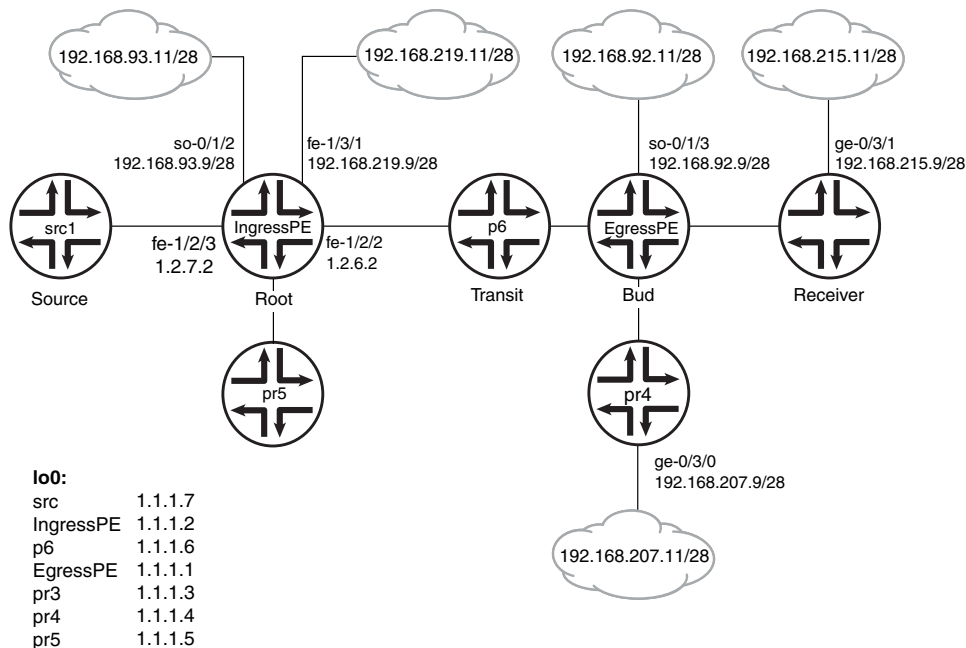 192.168.93.11/28
192.168.219.11/28
192.168.92.11/28
192.168.215.11/28
so-0/1/2
192.168.93.9/28
fe-1/3/1
192.168.219.9/28
so-0/1/3
192.168.92.9/28
ge-0/3/1
192.168.215.9/28
src1
IngressPE
p6
EgressPE
fe-1/2/3
1.2.7.2
fe-1/2/2
1.2.6.2
Source
Root
Transit
Bud
Receiver
pr5
pr4
ge-0/3/0
192.168.207.9/28
192.168.207.11/28
lo0:
src 1.1.1.7
IngressPE 1.1.1.2
p6 1.1.1.6
EgressPE 1.1.1.1
pr3 1.1.1.3
pr4 1.1.1.4
pr5 1.1.1.5